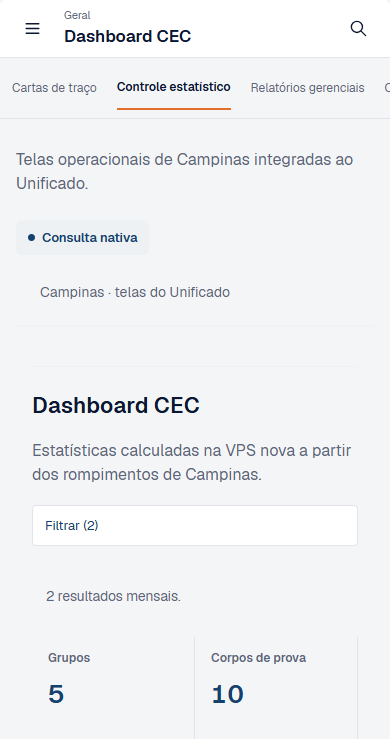 Geral
Dashboard CEC
Cartas de traço
Controle estatístico
Relatórios gerenciais
Telas operacionais de Campinas integradas ao
Unificado.
Consulta nativa
Campinas · telas do Unificado
Dashboard CEC
Estatísticas calculadas na VPS nova a partir
dos rompimentos de Campinas.
Filtrar (2)
2 resultados mensais.
Grupos
Corpos de prova
5
10